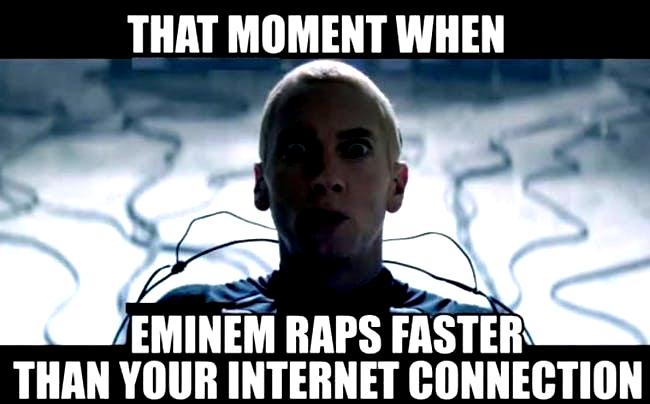 THAT MOMENT WHEN
EMINEM RAPS FASTER
THAN YOUR INTERNET CONNECTION